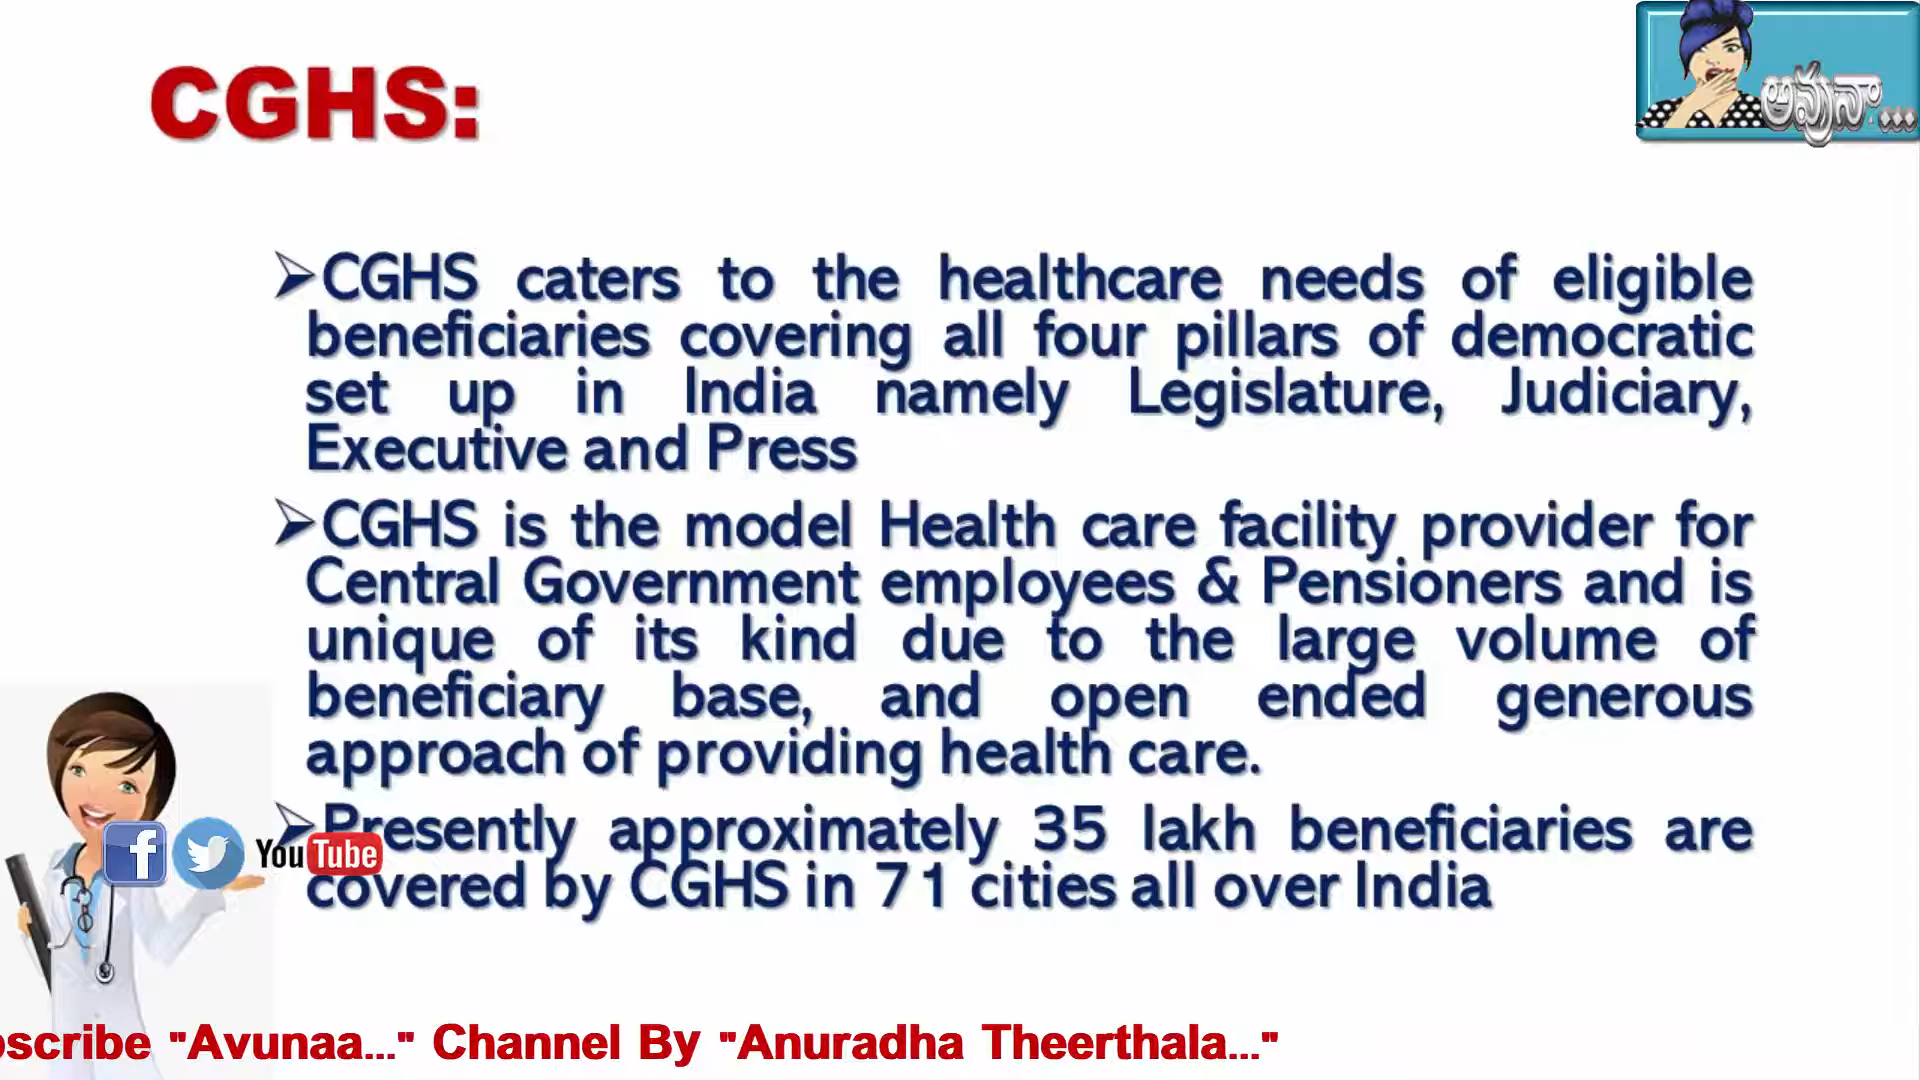 CGHS:
అవునా...
➢CGHS caters to the healthcare needs of eligible
beneficiaries covering all four pillars of democratic
set up in India namely Legislature, Judiciary,
Executive and Press
➢CGHS is the model Health care facility provider for
Central Government employees & Pensioners and is
unique of its kind due to the large volume of
beneficiary base, and open ended generous
approach of providing health care.
➢Presently approximately 35 lakh beneficiaries are
covered by CGHS in 71 cities all over India
f
YouTube
bscribe "Avunaa..." Channel By "Anuradha Theerthala..."